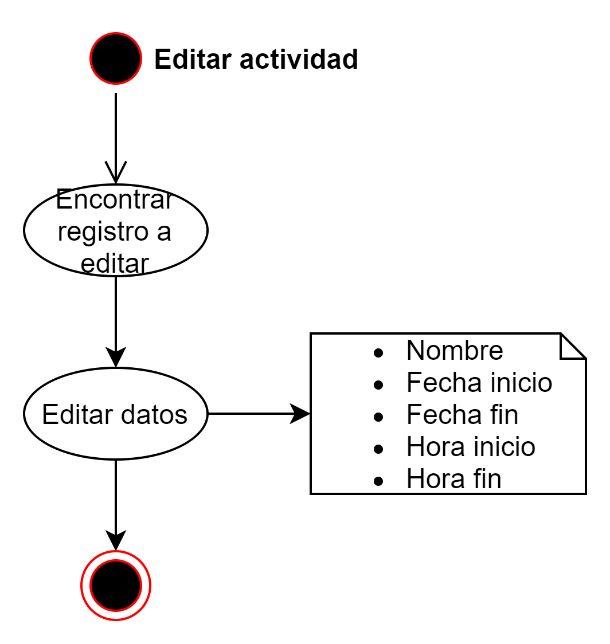 Editar actividad
Encontrar
registro a
editar
Editar datos
• Nombre
• Fecha inicio
• Fecha fin
• Hora inicio
• Hora fin